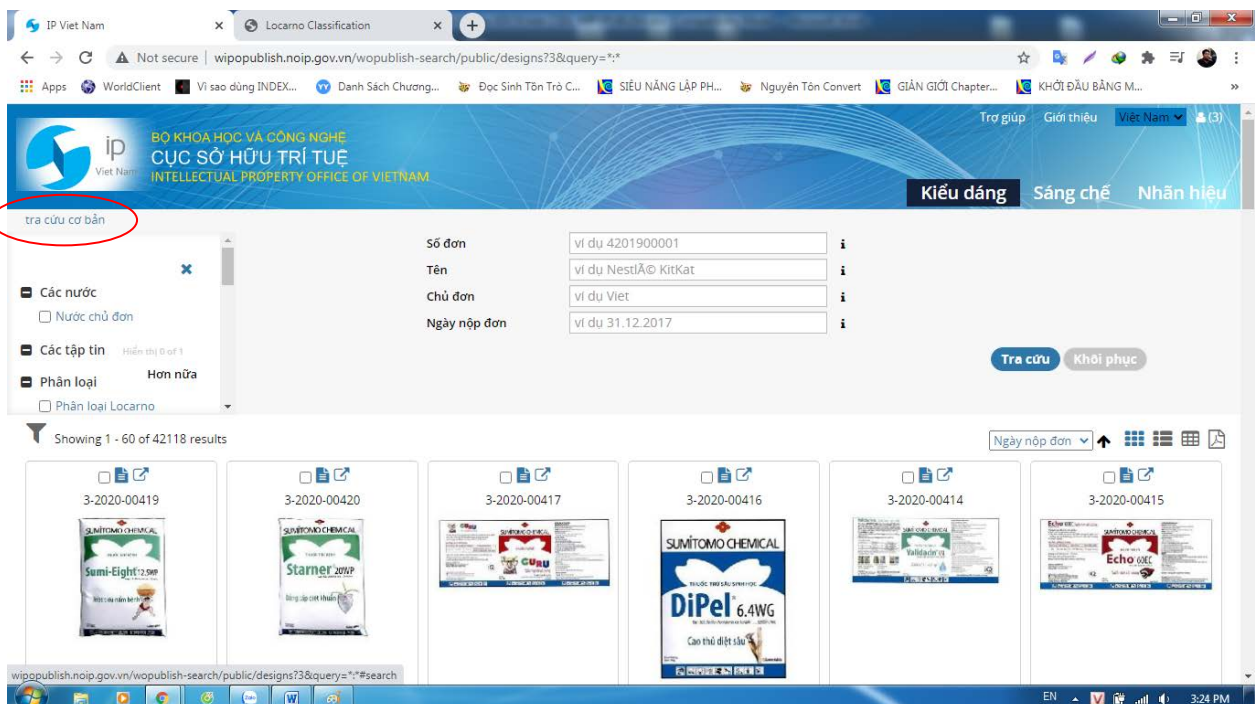 IP Viet Nam
Locarno Classification
Not secure | wipopublish.noip.gov.vn/wopublish-search/public/designs?3&query=*:*
Apps WorldClient Vì sao dùng INDEX... Danh Sách Chương... Đọc Sinh Tồn Trò C... SIÊU NĂNG LẬP PH... Nguyên Tôn Convert GIẢN GIỚI Chapter... KHỞI ĐẦU BẰNG M... »
Trợ giúp Giới thiệu Việt Nam (3)
ip
Viet Nam
BỘ KHOA HỌC VÀ CÔNG NGHỆ
CỤC SỞ HỮU TRÍ TUỆ
INTELLECTUAL PROPERTY OFFICE OF VIETNAM
Kiểu dáng Sáng chế Nhãn hiệu
tra cứu cơ bản
Số đơn ví dụ 4201900001
Tên ví dụ NestlÃ© KitKat
Chủ đơn ví dụ Viet
Ngày nộp đơn ví dụ 31.12.2017
Các nước
Nước chủ đơn
Các tập tin Hiển thị 0 of 1
Hơn nữa
Phân loại
Phân loại Locarno
Tra cứu Khôi phục
Showing 1 - 60 of 42118 results
Ngày nộp đơn
3-2020-00419 3-2020-00420 3-2020-00417 3-2020-00416 3-2020-00414 3-2020-00415
SUMITOMO CHEMICAL
Sumi-Eight 12.5WP
SUMITOMO CHEMICAL
Starner 20WP
SUMITOMO CHEMICAL
GURU
SUMITOMO CHEMICAL
THUỐC TRỪ SÂU SINH HỌC
DiPel 6.4WG
Cao thủ diệt sâu
Validacin
Echo 60EC
SUMITOMO CHEMICAL
Echo 60EC
wipopublish.noip.gov.vn/wopublish-search/public/designs?3&query=*:*#search
EN 3:24 PM